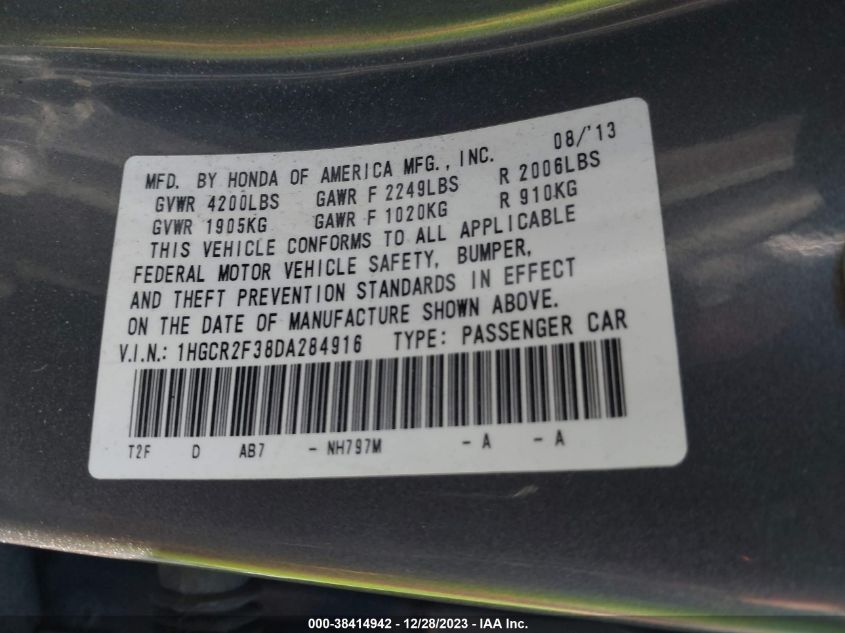 08/'13
MFD. BY HONDA OF AMERICA MFG., INC.
GVWR 4200LBS GAWR F 2249LBS R 2006LBS
GVWR 1905KG GAWR F 1020KG R 910KG
THIS VEHICLE CONFORMS TO ALL APPLICABLE
FEDERAL MOTOR VEHICLE SAFETY, BUMPER,
AND THEFT PREVENTION STANDARDS IN EFFECT
ON THE DATE OF MANUFACTURE SHOWN ABOVE.
V.I.N.: 1HGCR2F38DA284916 TYPE: PASSENGER CAR
T2F D AB7 - NH797M - A - A
000-38414942 - 12/28/2023 - IAA Inc.